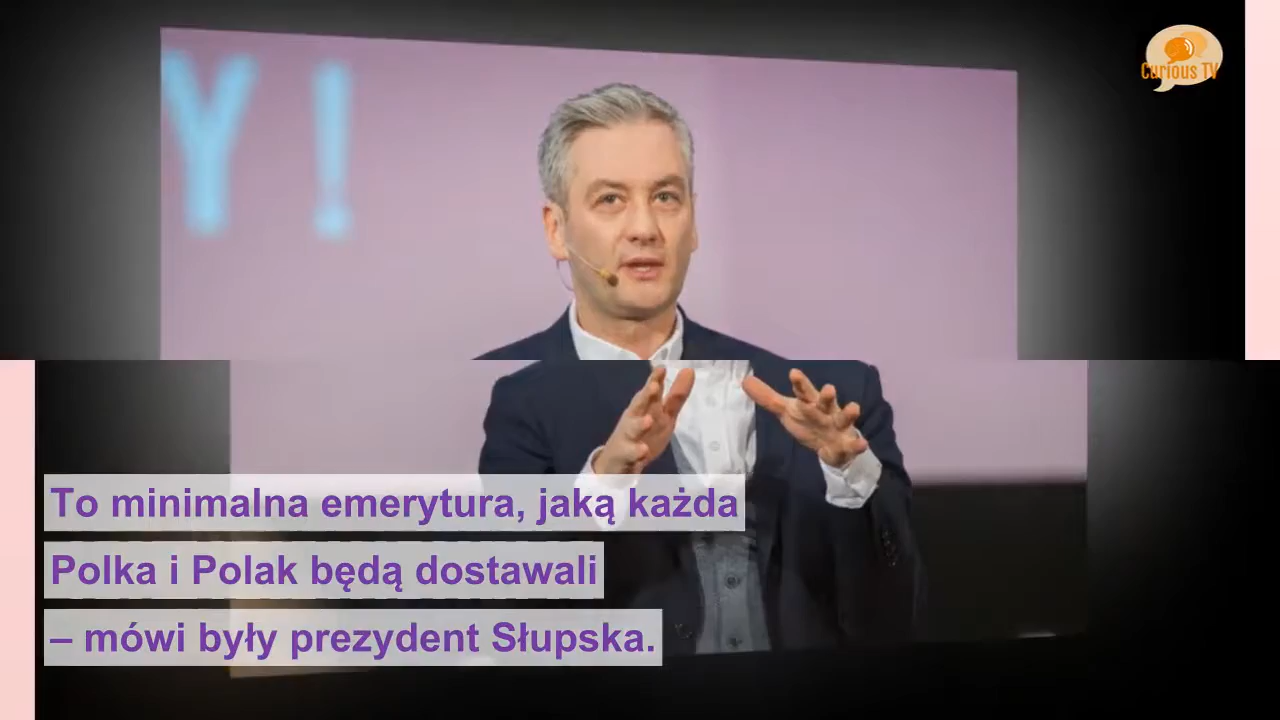 Y!
Curious TV
To minimalna emerytura, jaką każda
Polka i Polak będą dostawali
– mówi były prezydent Słupska.